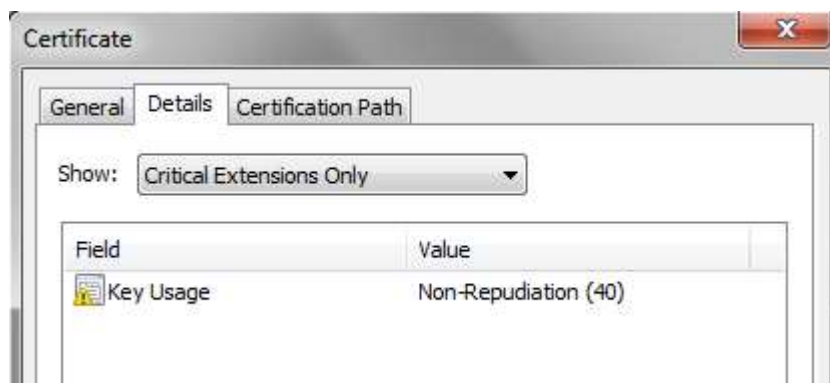 Certificate
General Details Certification Path
Show: Critical Extensions Only
Field Value
Key Usage Non-Repudiation (40)